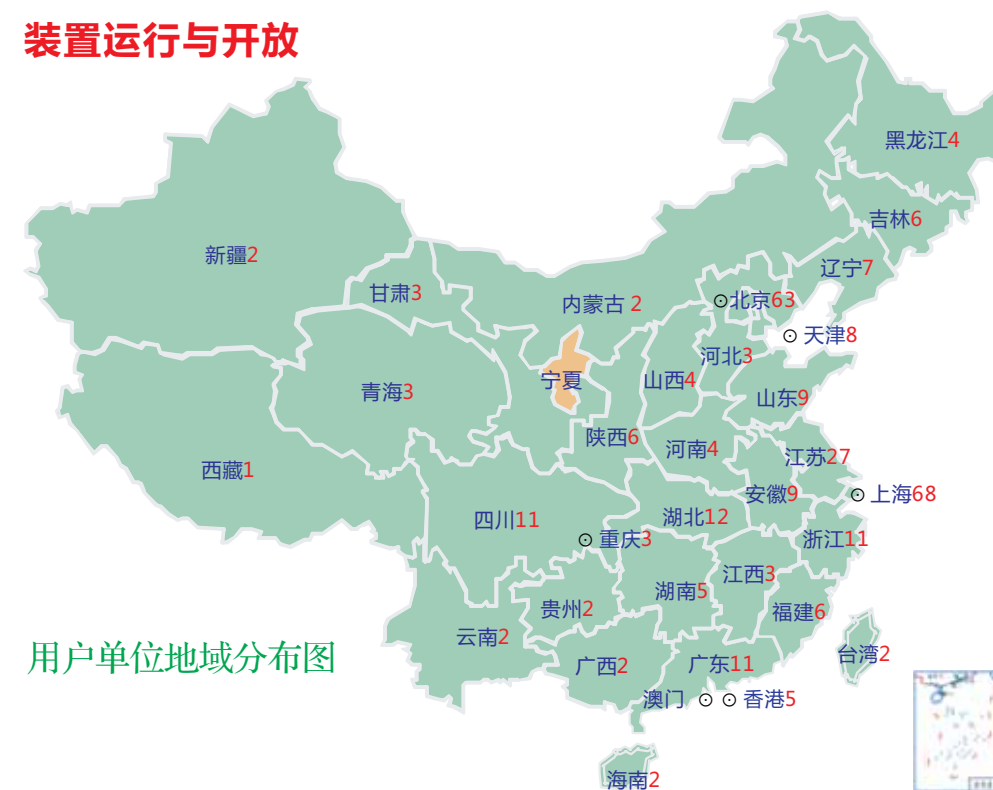 装置运行与开放
黑龙江4
吉林6
新疆2
辽宁7
甘肃3
内蒙古 2
北京63
天津8
河北3
宁夏
山西4
青海3
山东9
陕西6
河南4
江苏27
西藏1
安徽9
上海68
四川11
湖北12
重庆3
浙江11
江西3
湖南5
贵州2
福建6
云南2
用户单位地域分布图
台湾2
广西2
广东11
澳门
香港5
海南2